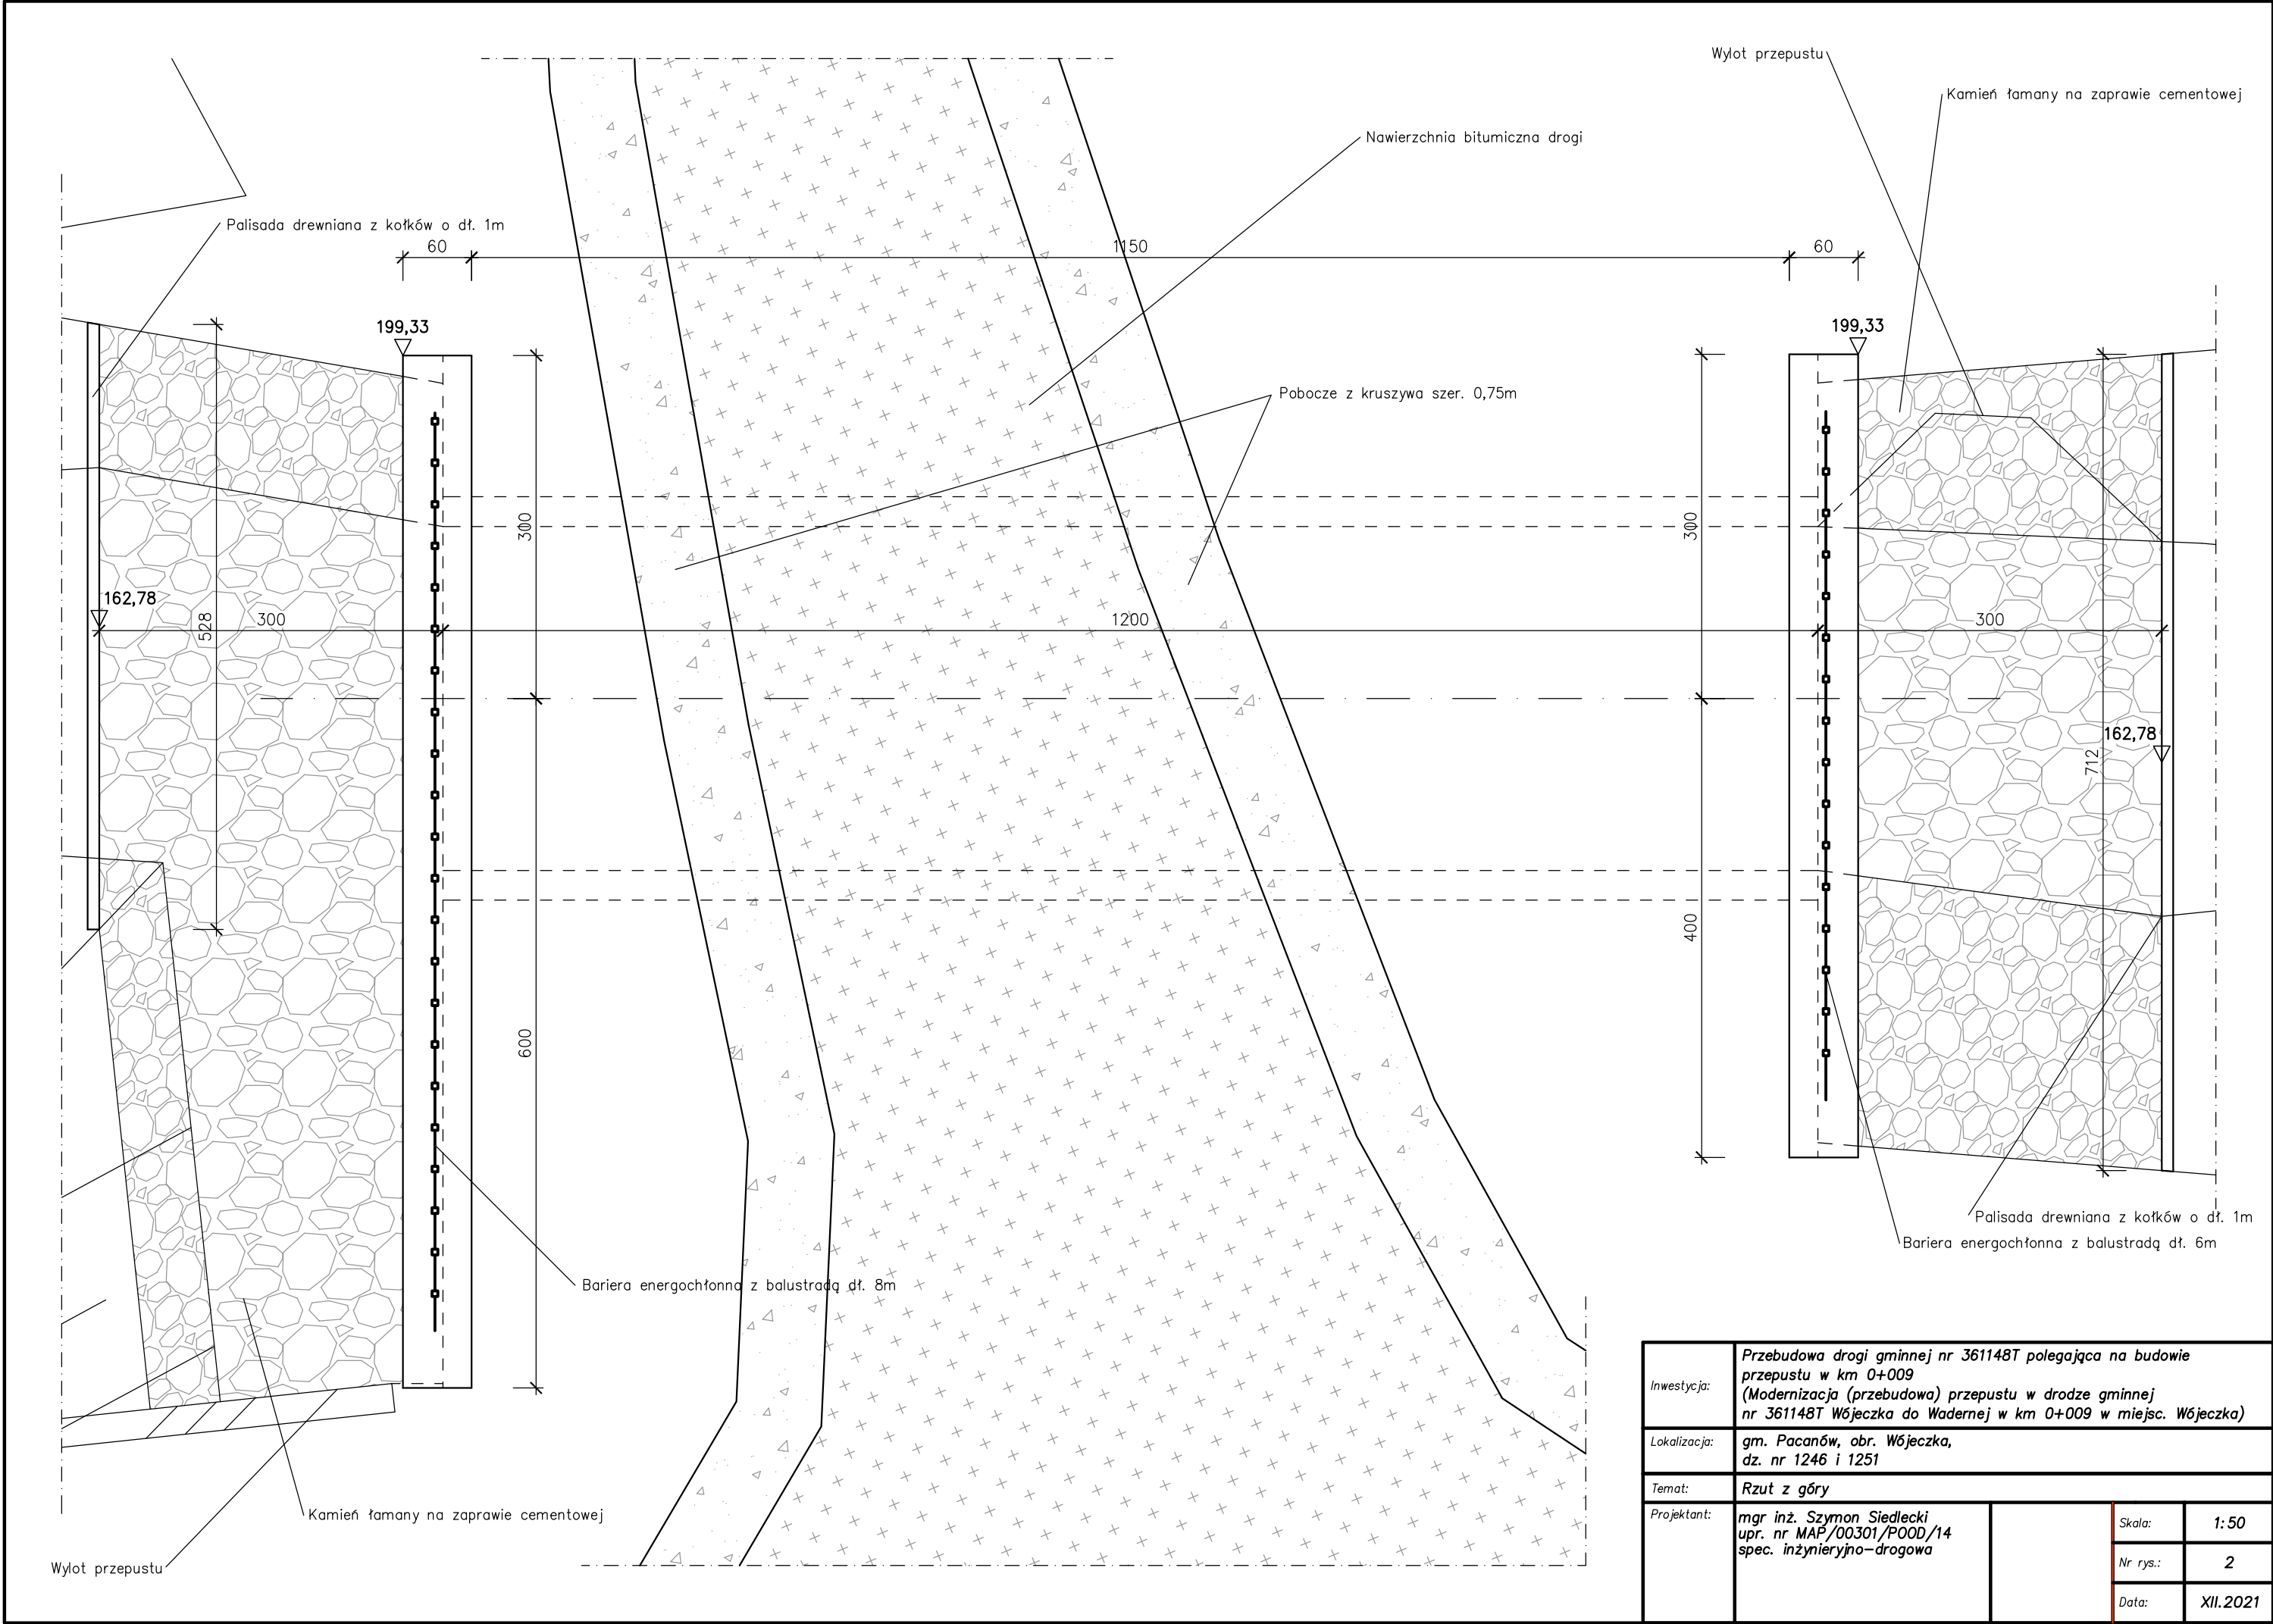 Wylot przepustu
Kamień łamany na zaprawie cementowej
Nawierzchnia bitumiczna drogi
Palisada drewniana z kołków o dł. 1m
60
1150
60
199,33
199,33
Pobocze z kruszywa szer. 0,75m
300
300
162,78
528
300
1200
300
162,78
712
400
600
Palisada drewniana z kołków o dł. 1m
Bariera energochłonna z balustradą dł. 6m
Bariera energochłonna z balustradą dł. 8m
Kamień łamany na zaprawie cementowej
Wylot przepustu
Inwestycja:
Przebudowa drogi gminnej nr 361148T polegająca na budowie
przepustu w km 0+009
(Modernizacja (przebudowa) przepustu w drodze gminnej
nr 361148T Wójeczka do Wadernej w km 0+009 w miejsc. Wójeczka)
Lokalizacja:
gm. Pacanów, obr. Wójeczka,
dz. nr 1246 i 1251
Temat:
Rzut z góry
Projektant:
mgr inż. Szymon Siedlecki
upr. nr MAP/00301/POOD/14
spec. inżynieryjno-drogowa
Skala:
1:50
Nr rys.:
2
Data:
XII.2021